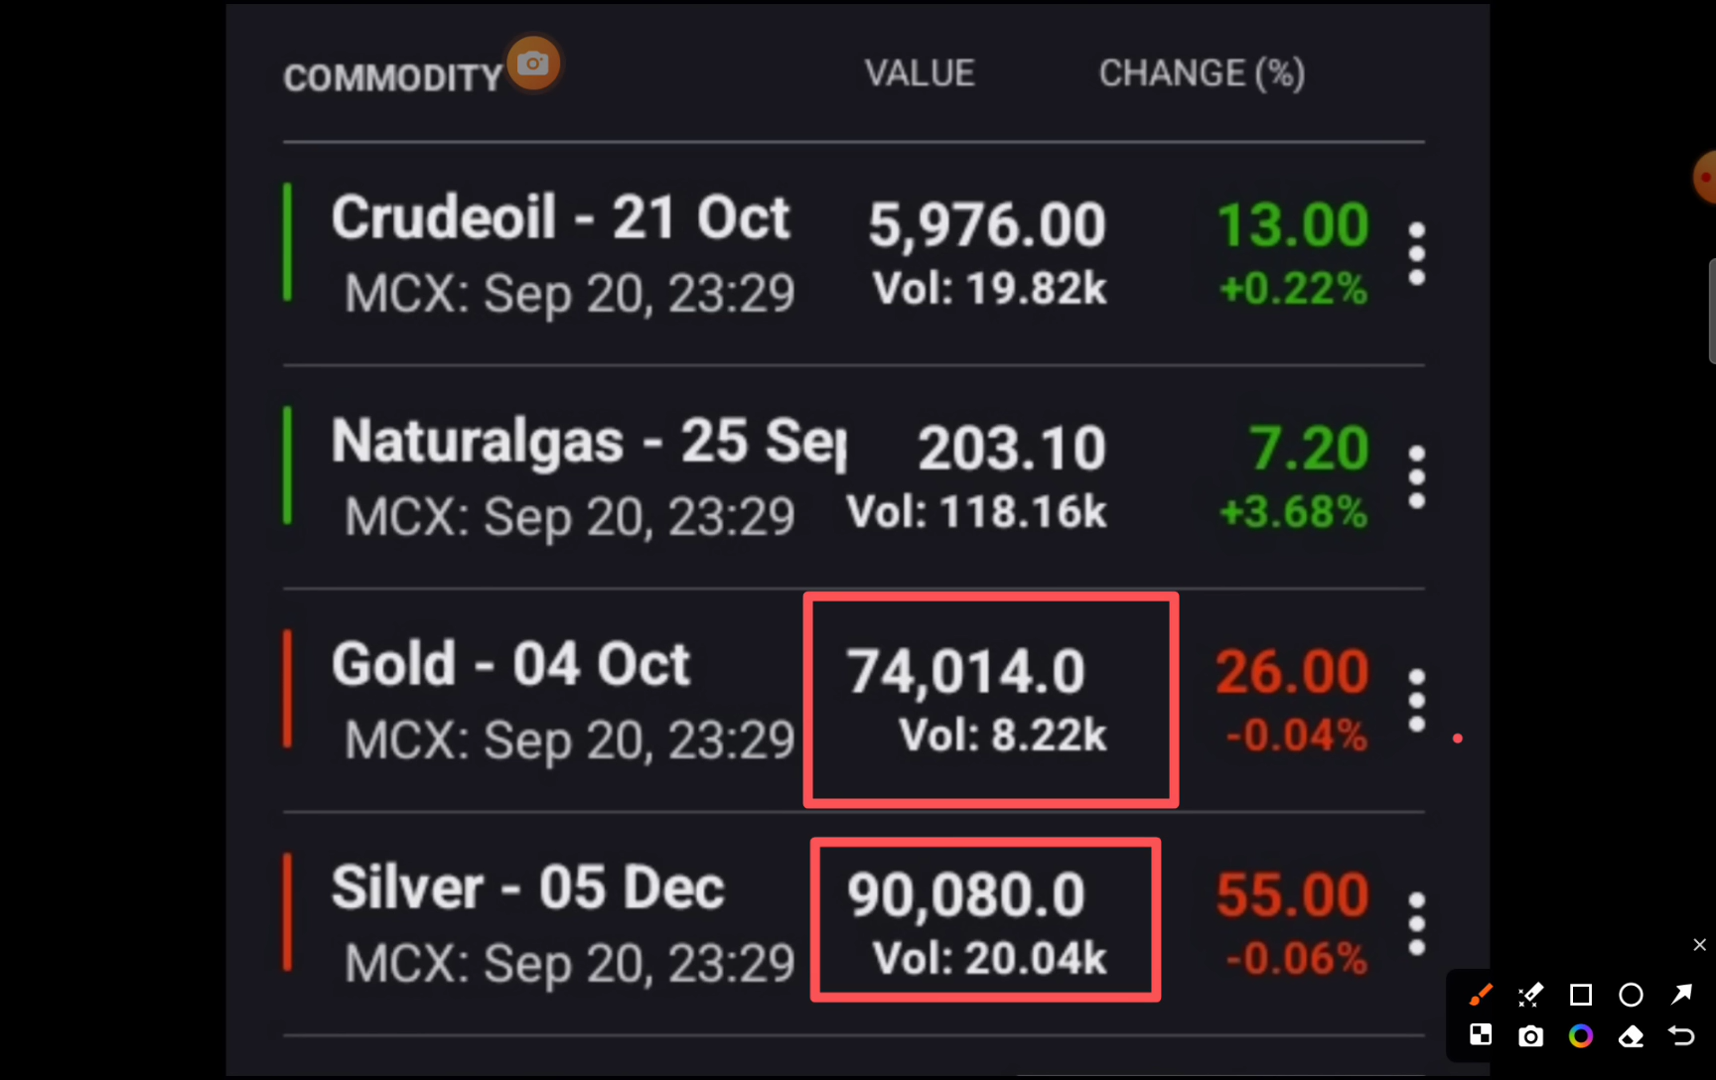 COMMODITY VALUE CHANGE (%)
Crudeoil - 21 Oct 5,976.00 13.00
MCX: Sep 20, 23:29 Vol: 19.82k +0.22%
Naturalgas - 25 Sep 203.10 7.20
MCX: Sep 20, 23:29 Vol: 118.16k +3.68%
Gold - 04 Oct 74,014.0 26.00
MCX: Sep 20, 23:29 Vol: 8.22k -0.04%
Silver - 05 Dec 90,080.0 55.00
MCX: Sep 20, 23:29 Vol: 20.04k -0.06%